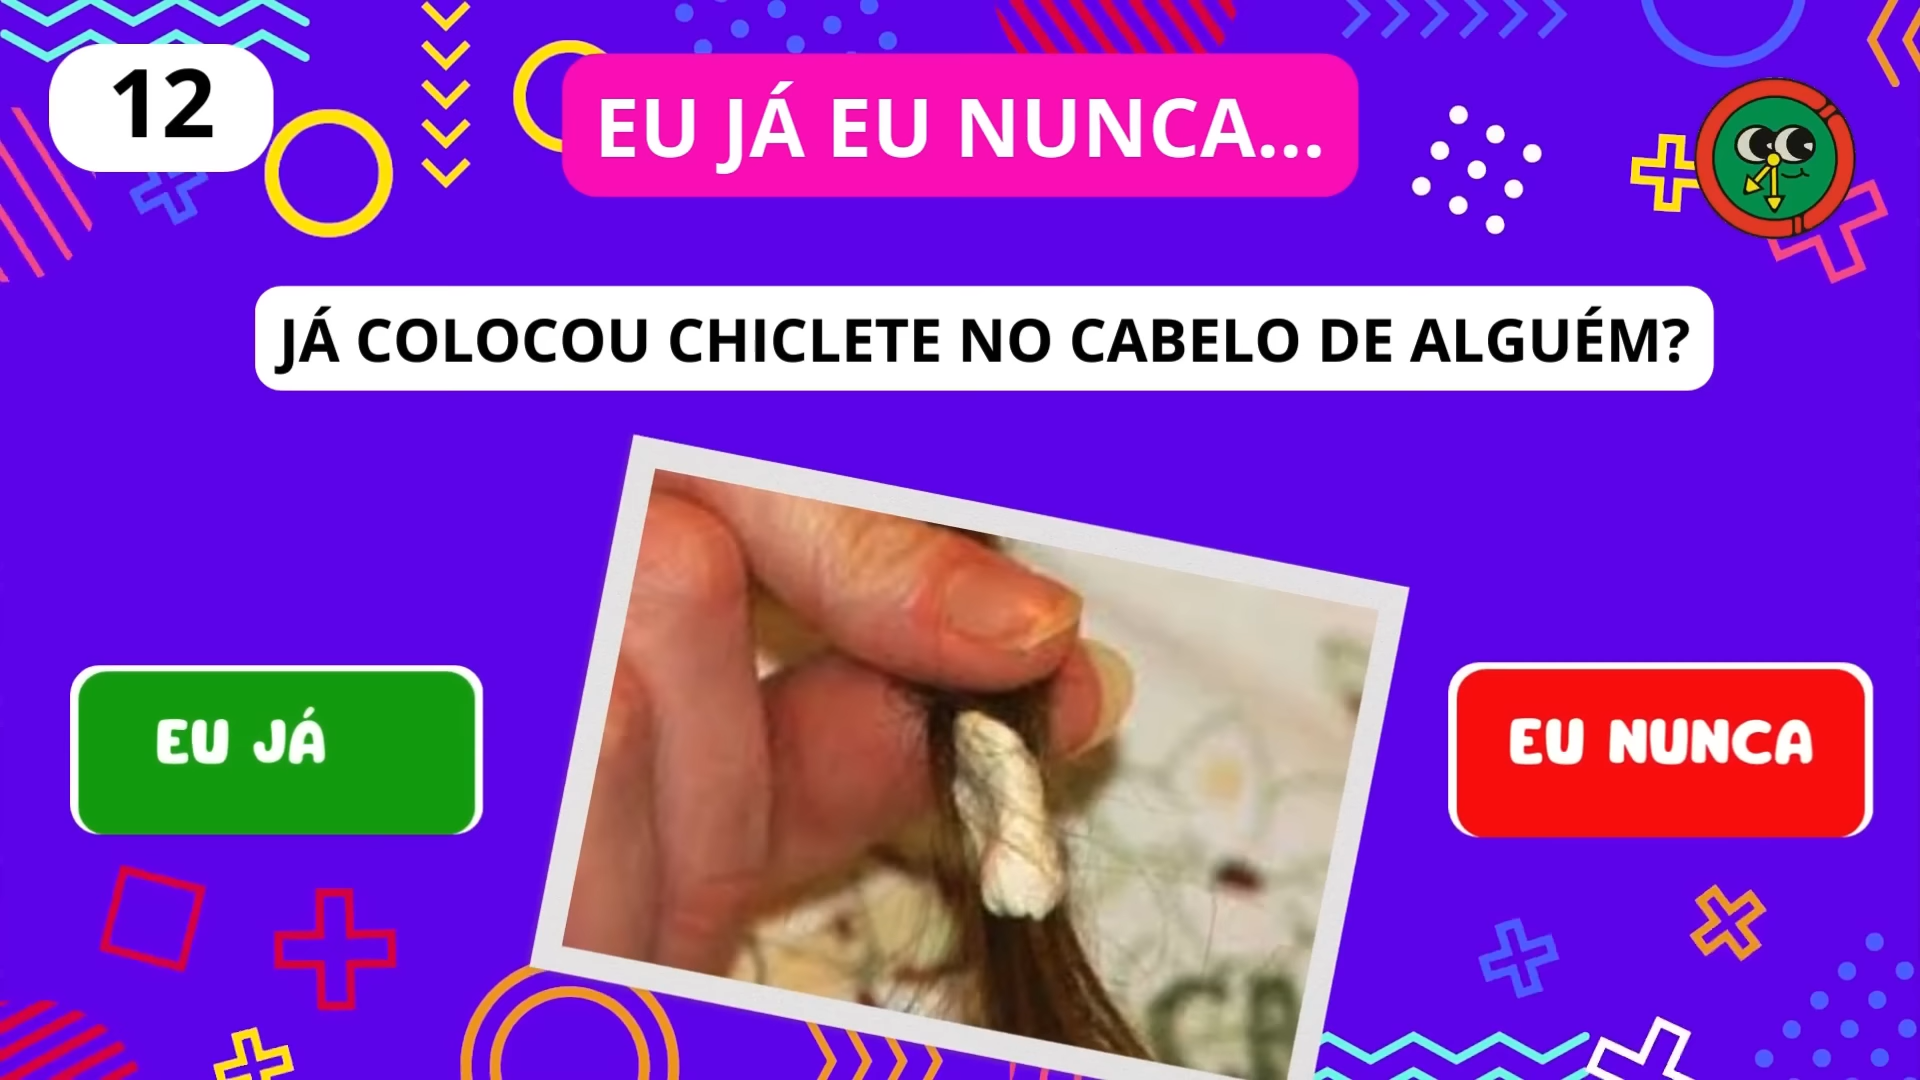 12
EU JÁ EU NUNCA...
JÁ COLOCOU CHICLETE NO CABELO DE ALGUÉM?
EU JÁ
EU NUNCA